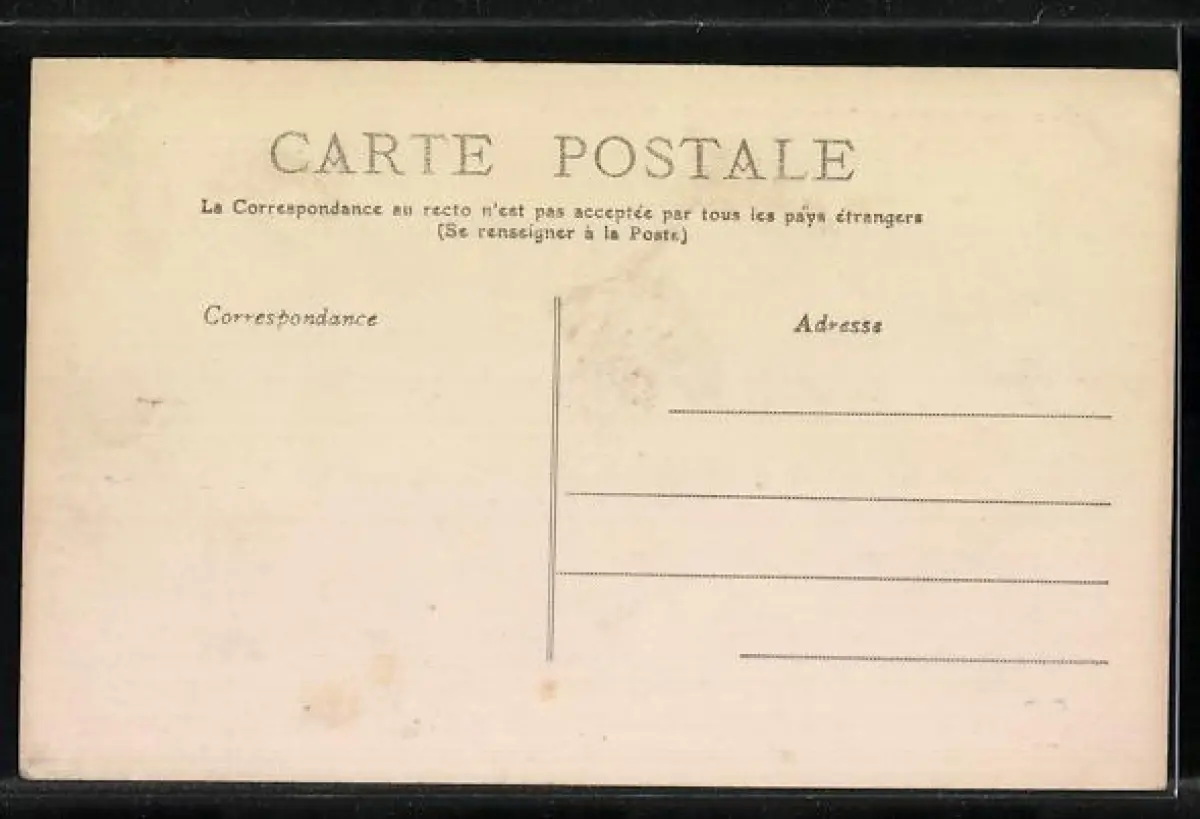 CARTE POSTALE
La Correspondance au recto n'est pas acceptée par tous les pays étrangers
(Se renseigner à la Poste)
Correspondance
Adresse